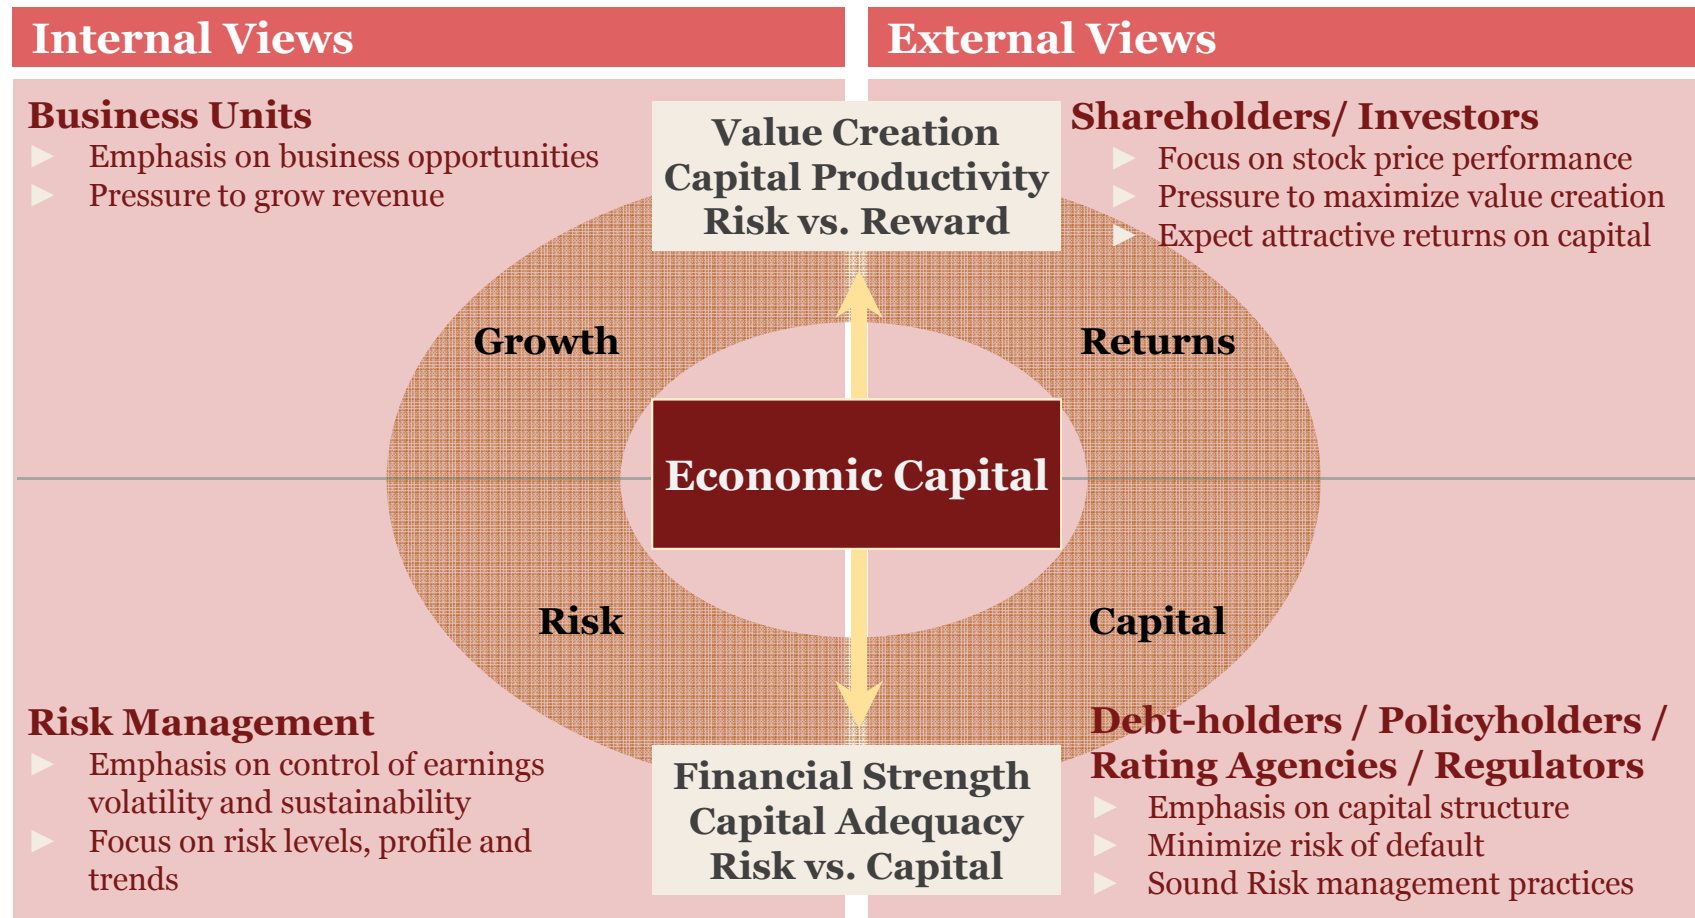 Internal Views
External Views
Business Units
Emphasis on business opportunities
Pressure to grow revenue
Value Creation
Capital Productivity
Risk vs. Reward
Shareholders/ Investors
Focus on stock price performance
Pressure to maximize value creation
Expect attractive returns on capital
Growth
Returns
Economic Capital
Risk
Capital
Risk Management
Emphasis on control of earnings
volatility and sustainability
Focus on risk levels, profile and
trends
Financial Strength
Capital Adequacy
Risk vs. Capital
Debt-holders / Policyholders /
Rating Agencies / Regulators
Emphasis on capital structure
Minimize risk of default
Sound Risk management practices